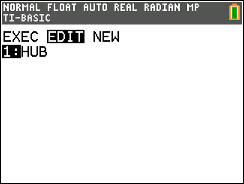 NORMAL FLOAT AUTO REAL RADIAN MP
TI-BASIC
EXEC EDIT NEW
1:HUB